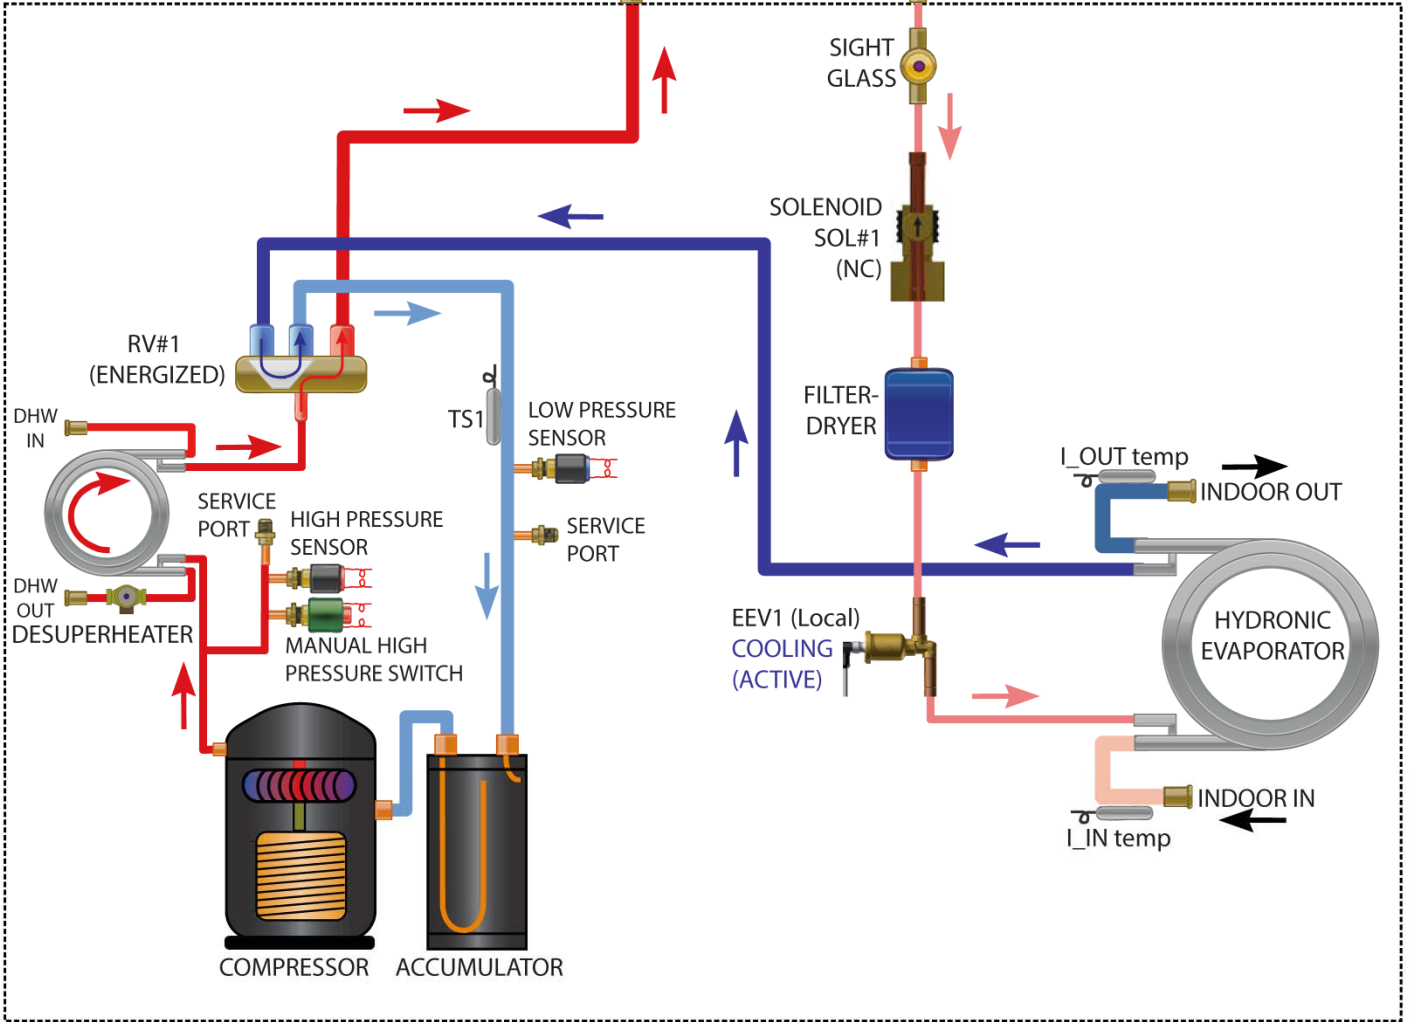 SIGHT
GLASS
SOLENOID
SOL#1
(NC)
RV#1
(ENERGIZED)
FILTER-
DRYER
DHW
IN
TS1
LOW PRESSURE
SENSOR
I_OUT temp
INDOOR OUT
SERVICE
PORT
HIGH PRESSURE
SENSOR
SERVICE
PORT
DHW
OUT
DESUPERHEATER
MANUAL HIGH
PRESSURE SWITCH
EEV1 (Local)
COOLING
(ACTIVE)
HYDRONIC
EVAPORATOR
INDOOR IN
I_IN temp
COMPRESSOR
ACCUMULATOR